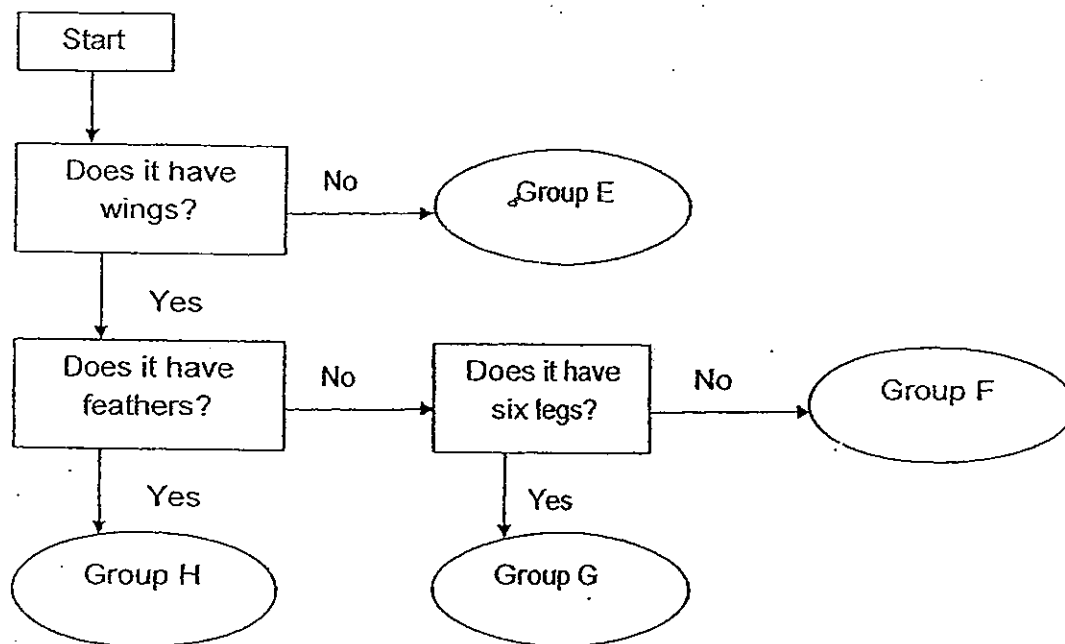 Start
Does it have
wings?
No
Group E
Yes
Does it have
feathers?
No
Does it have
six legs?
No
Group F
Yes
Yes
Group H
Group G